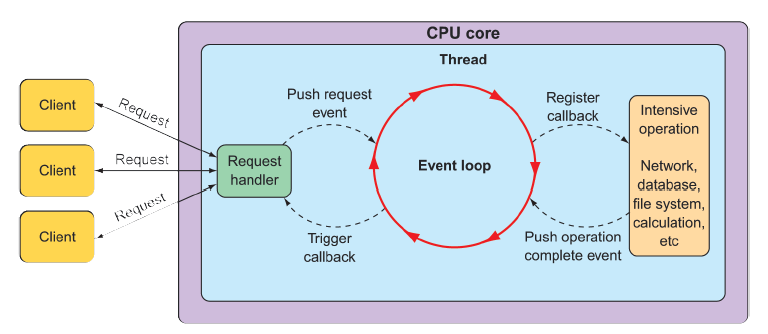 CPU core
Thread
Client
Client
Client
Request
Request
Request
Request
handler
Push request
event
Trigger
callback
Event loop
Register
callback
Push operation
complete event
Intensive
operation
Network,
database,
file system,
calculation,
etc